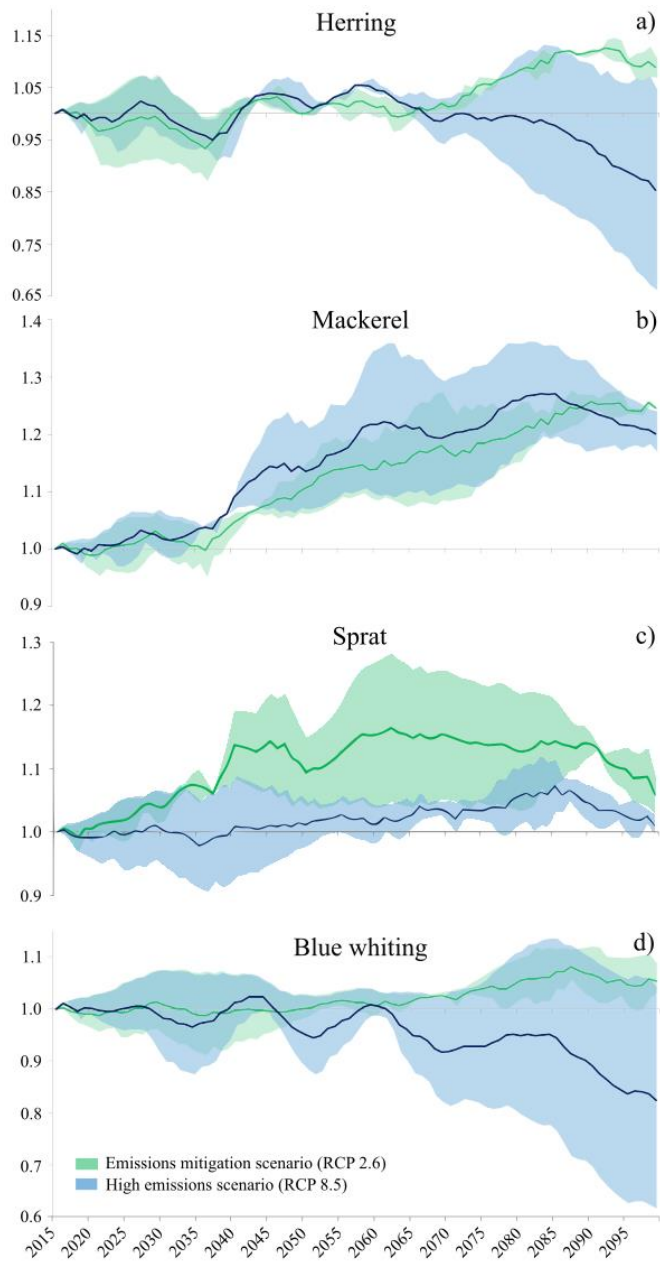 Herring
a)
1.15
1.05
0.95
0.85
0.75
0.65
Mackerel
b)
1.4
1.3
1.2
1.1
1.0
0.9
Sprat
c)
1.3
1.2
1.1
1.0
0.9
Blue whiting
d)
1.1
1.0
0.9
0.8
0.7
0.6
Emissions mitigation scenario (RCP 2.6)
High emissions scenario (RCP 8.5)
2015 2020 2025 2030 2035 2040 2045 2050 2055 2060 2065 2070 2075 2080 2085 2090 2095